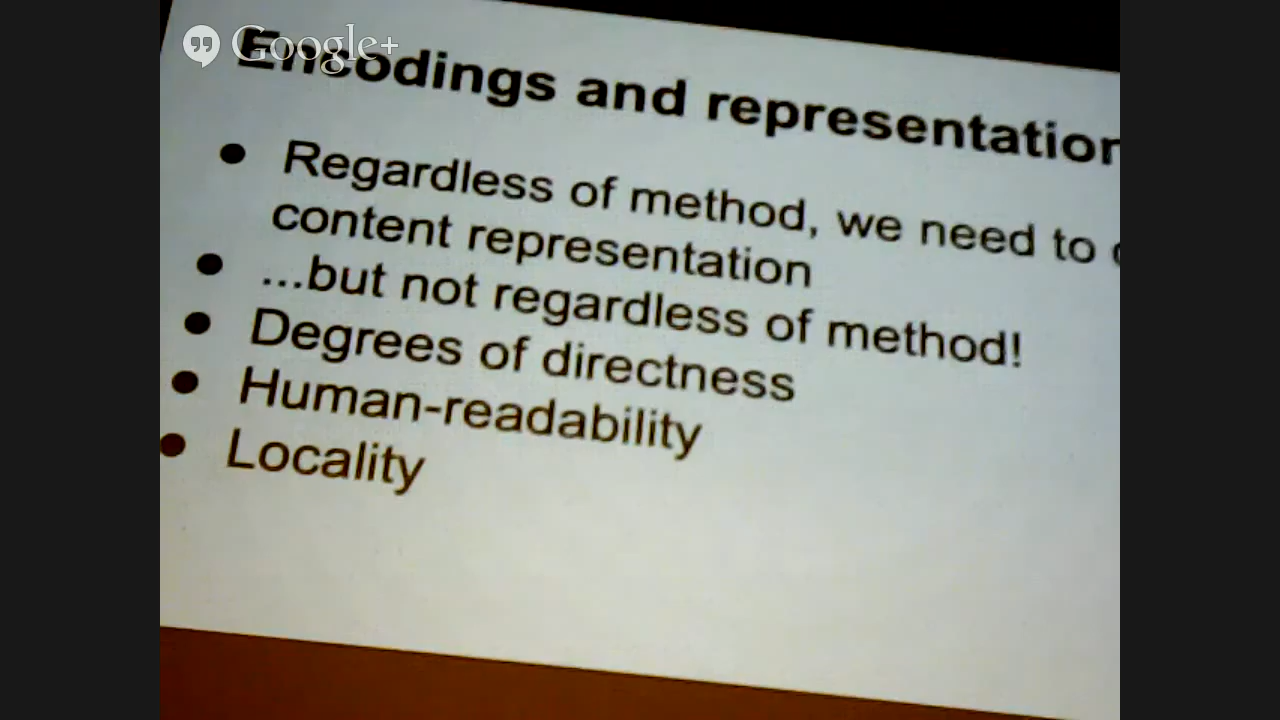 Google+
Encodings and
• Regardless of method, we need to
content representation
• ...but not regardless of method!
• Degrees of directness
• Human-readability
• Locality